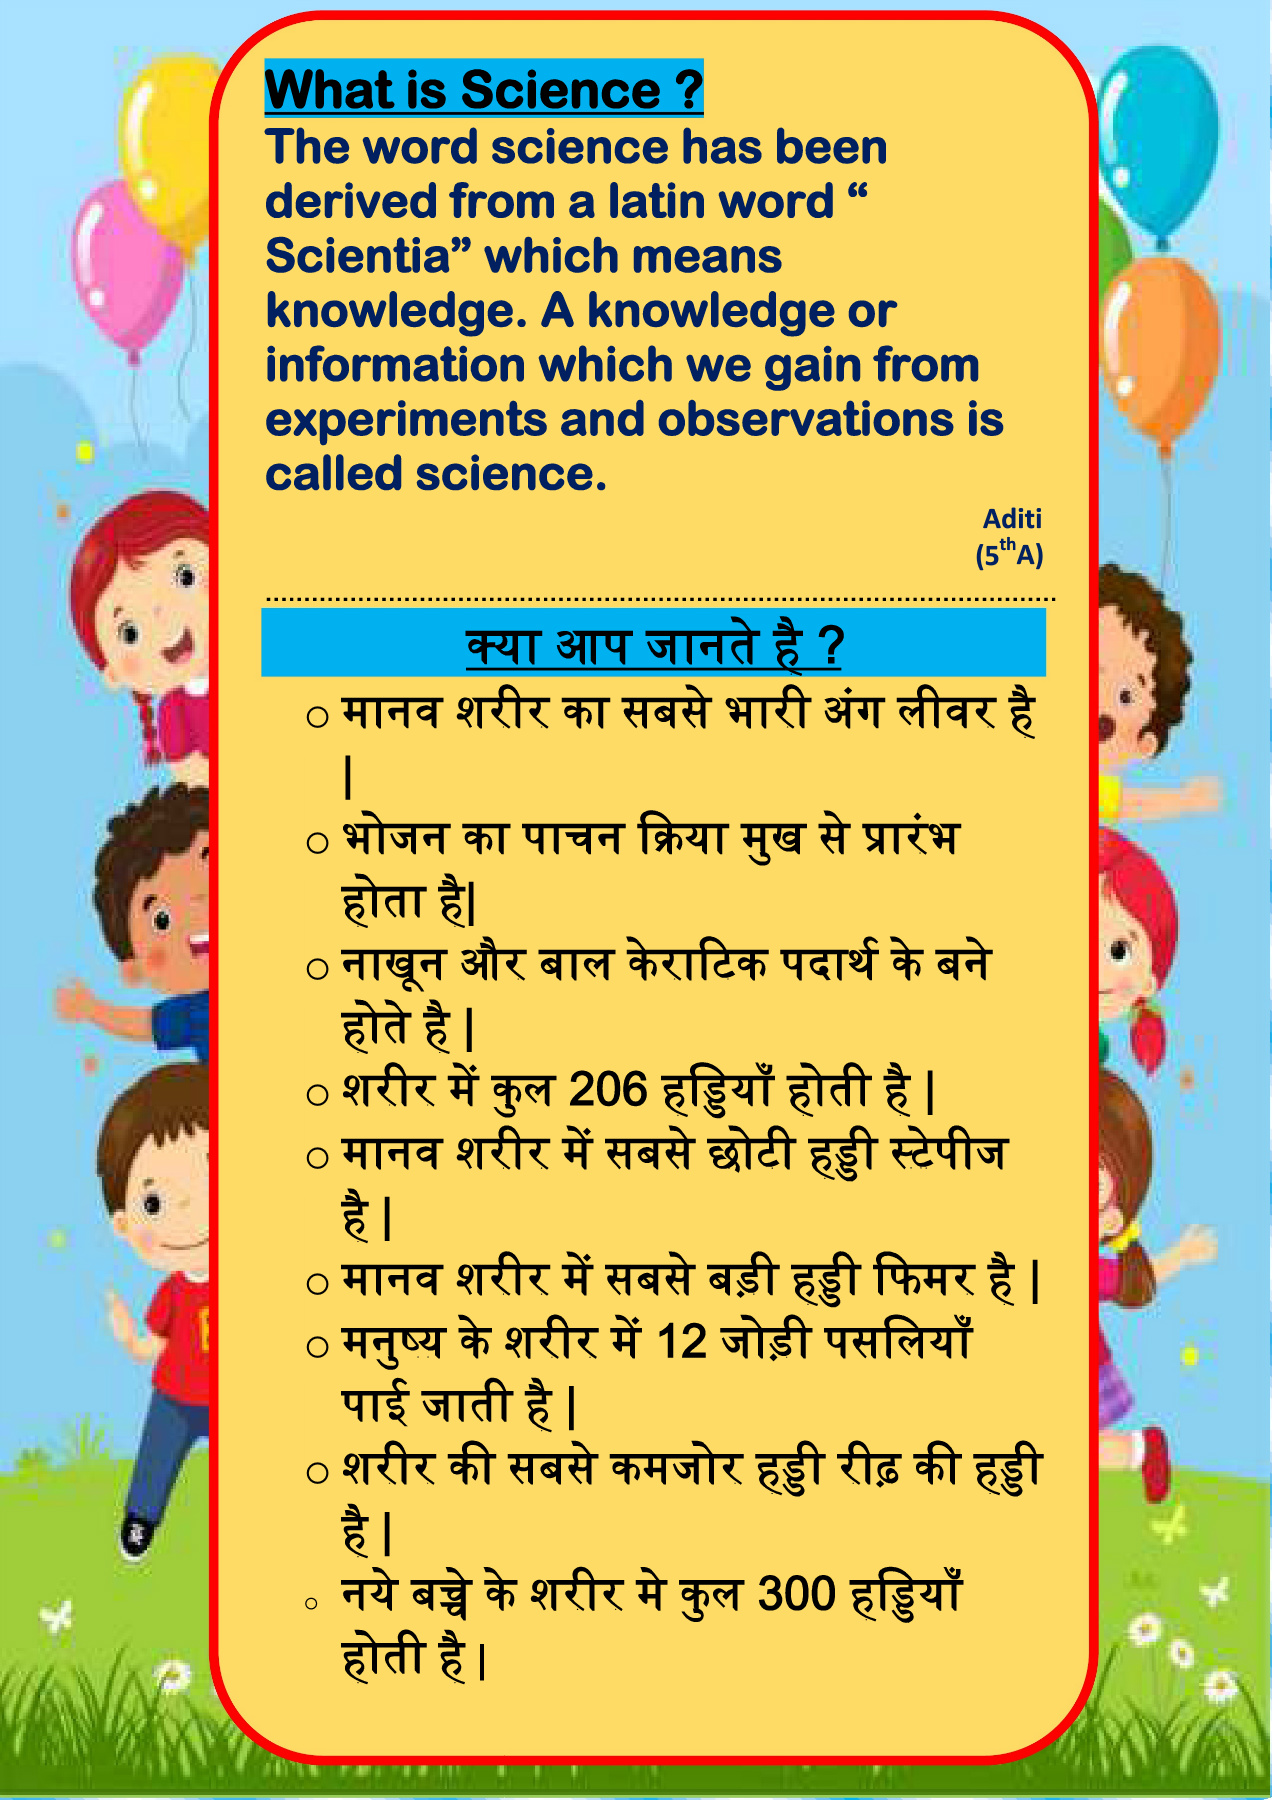 What is Science ?
The word science has been
derived from a latin word “
Scientia” which means
knowledge. A knowledge or
information which we gain from
experiments and observations is
called science.
Aditi
(5thA)
क्या आप जानते है ?
○ मानव शरीर का सबसे भारी अंग लीवर है
|
○ भोजन का पाचन क्रिया मुख से प्रारंभ
होता है|
○ नाखून और बाल केराटिक पदार्थ के बने
होते है |
○ शरीर में कुल 206 हड्डियाँ होती है |
○ मानव शरीर में सबसे छोटी हड्डी स्टेपीज
है |
○ मानव शरीर में सबसे बड़ी हड्डी फिमर है |
○ मनुष्य के शरीर में 12 जोड़ी पसलियाँ
पाई जाती है |
○ शरीर की सबसे कमजोर हड्डी रीढ़ की हड्डी
है |
○ नये बच्चे के शरीर मे कुल 300 हड्डियाँ
होती है |